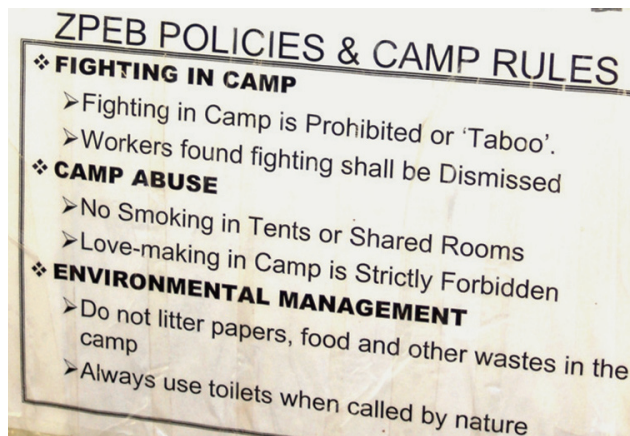 ZPEB POLICIES & CAMP RULES
❖ FIGHTING IN CAMP
➢Fighting in Camp is Prohibited or ‘Taboo’.
➢Workers found fighting shall be Dismissed
❖ CAMP ABUSE
➢No Smoking in Tents or Shared Rooms
➢Love-making in Camp is Strictly Forbidden
❖ ENVIRONMENTAL MANAGEMENT
➢Do not litter papers, food and other wastes in the
camp
➢Always use toilets when called by nature